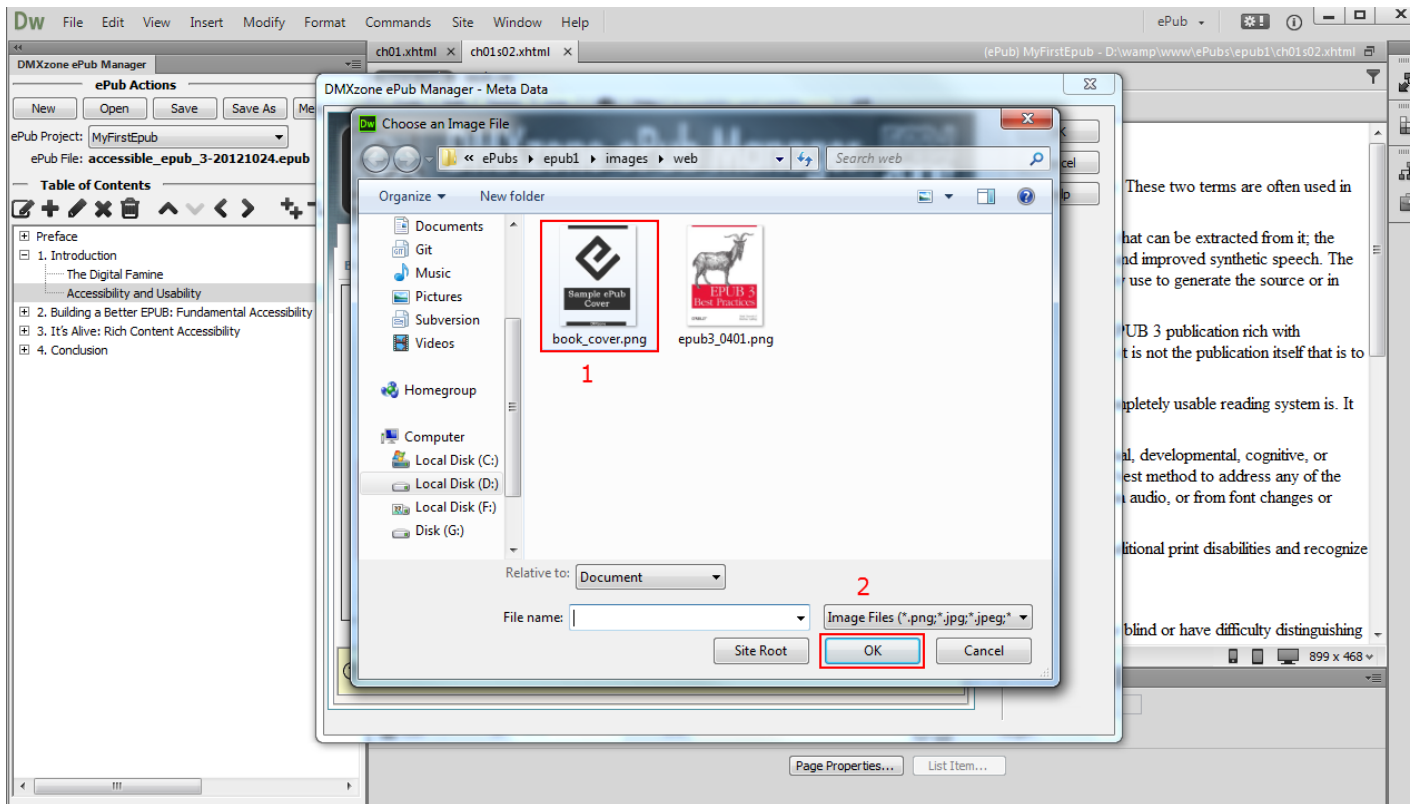 Dw File Edit View Insert Modify Format Commands Site Window Help ePub
DMXzone ePub Manager
ch01.xhtml × ch01s02.xhtml ×
(ePub) MyFirstEpub - D:\wamp\www\ePubs\epub1\ch01s02.xhtml
ePub Actions
New Open Save Save As Me
ePub Project: MyFirstEpub
ePub File: accessible_epub_3-20121024.epub
Table of Contents
Preface
1. Introduction
The Digital Famine
Accessibility and Usability
2. Building a Better EPUB: Fundamental Accessibility
3. It's Alive: Rich Content Accessibility
4. Conclusion
DMXzone ePub Manager - Meta Data
Dw Choose an Image File
« ePubs epub1 images web
Search web
Organize New folder
Documents
Git
Music
Pictures
Subversion
Videos
Homegroup
Computer
Local Disk (C:)
Local Disk (D:)
Local Disk (F:)
Disk (G:)
Sample ePub
Cover
book_cover.png
EPUB 3
Best Practices
epub3_0401.png
1
Relative to: Document
2
File name:
Image Files (*.png;*.jpg;*.jpeg;*
Site Root OK Cancel
These two terms are often used in
hat can be extracted from it; the
nd improved synthetic speech. The
use to generate the source or in
UB 3 publication rich with
t is not the publication itself that is to
mpletely usable reading system is. It
al, developmental, cognitive, or
est method to address any of the
audio, or from font changes or
ditional print disabilities and recognize
blind or have difficulty distinguishing
899 x 468
Page Properties... List Item...